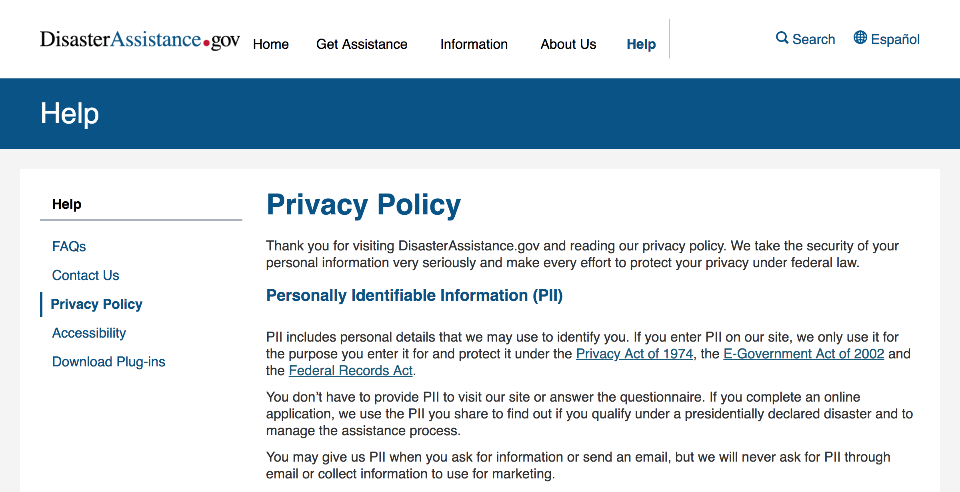 DisasterAssistance.gov Home Get Assistance Information About Us Help Search Español
Help
Help
FAQs
Contact Us
Privacy Policy
Accessibility
Download Plug-ins
Privacy Policy
Thank you for visiting DisasterAssistance.gov and reading our privacy policy. We take the security of your
personal information very seriously and make every effort to protect your privacy under federal law.
Personally Identifiable Information (PII)
PII includes personal details that we may use to identify you. If you enter PII on our site, we only use it for
the purpose you enter it for and protect it under the Privacy Act of 1974, the E-Government Act of 2002 and
the Federal Records Act.
You don’t have to provide PII to visit our site or answer the questionnaire. If you complete an online
application, we use the PII you share to find out if you qualify under a presidentially declared disaster and to
manage the assistance process.
You may give us PII when you ask for information or send an email, but we will never ask for PII through
email or collect information to use for marketing.